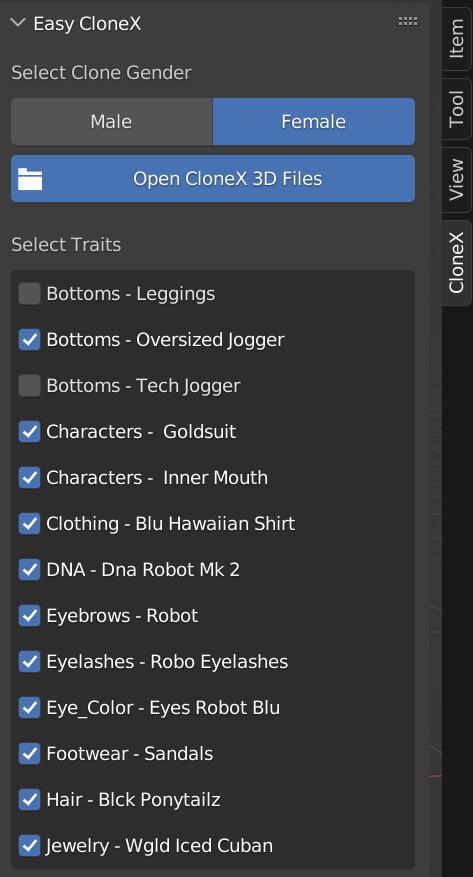 Easy CloneX
Select Clone Gender
Male
Female
Open CloneX 3D Files
Select Traits
Bottoms - Leggings
Bottoms - Oversized Jogger
Bottoms - Tech Jogger
Characters -  Goldsuit
Characters -  Inner Mouth
Clothing - Blu Hawaiian Shirt
DNA - Dna Robot Mk 2
Eyebrows - Robot
Eyelashes - Robo Eyelashes
Eye_Color - Eyes Robot Blu
Footwear - Sandals
Hair - Blck Ponytailz
Jewelry - Wgld Iced Cuban
Item
Tool
View
CloneX